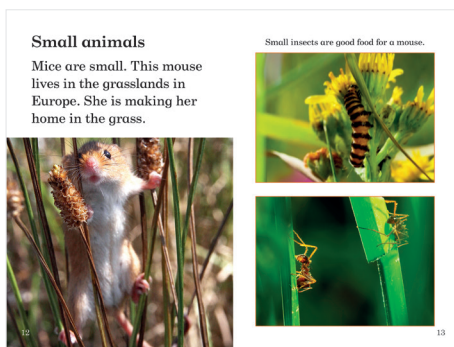 Small animals
Mice are small. This mouse
lives in the grasslands in
Europe. She is making her
home in the grass.
12
Small insects are good food for a mouse.
13